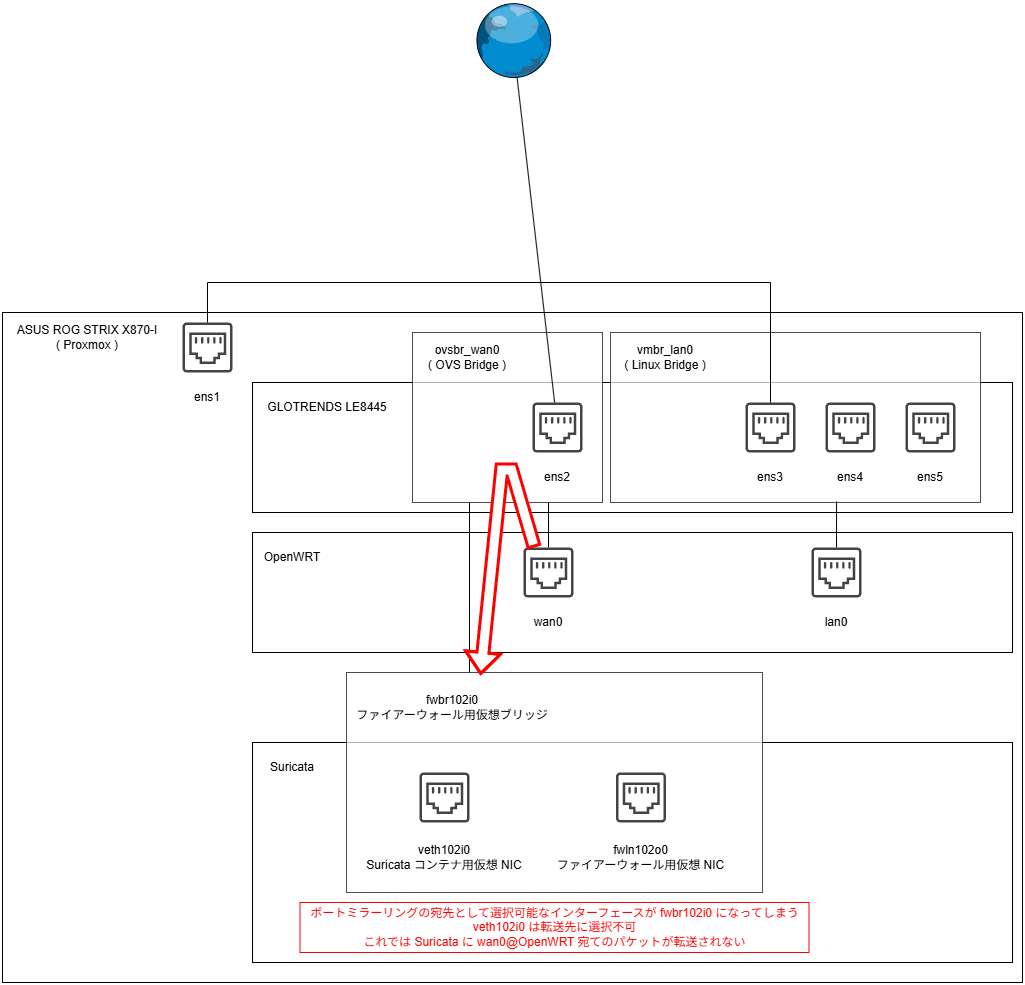 ASUS ROG STRIX X870-I
( Proxmox )
ens1
ovsbr_wan0
( OVS Bridge )
vmbr_lan0
( Linux Bridge )
GLOTRENDS LE8445
ens2
ens3
ens4
ens5
OpenWRT
wan0
lan0
fwbr102i0
ファイアーウォール用仮想ブリッジ
Suricata
veth102i0
Suricata コンテナ用仮想 NIC
fwln102o0
ファイアーウォール用仮想 NIC
ポートミラーリングの宛先として選択可能なインターフェースが fwbr102i0 になってしまう
veth102i0 は転送先に選択不可
これでは Suricata に wan0@OpenWRT 宛てのパケットが転送されない